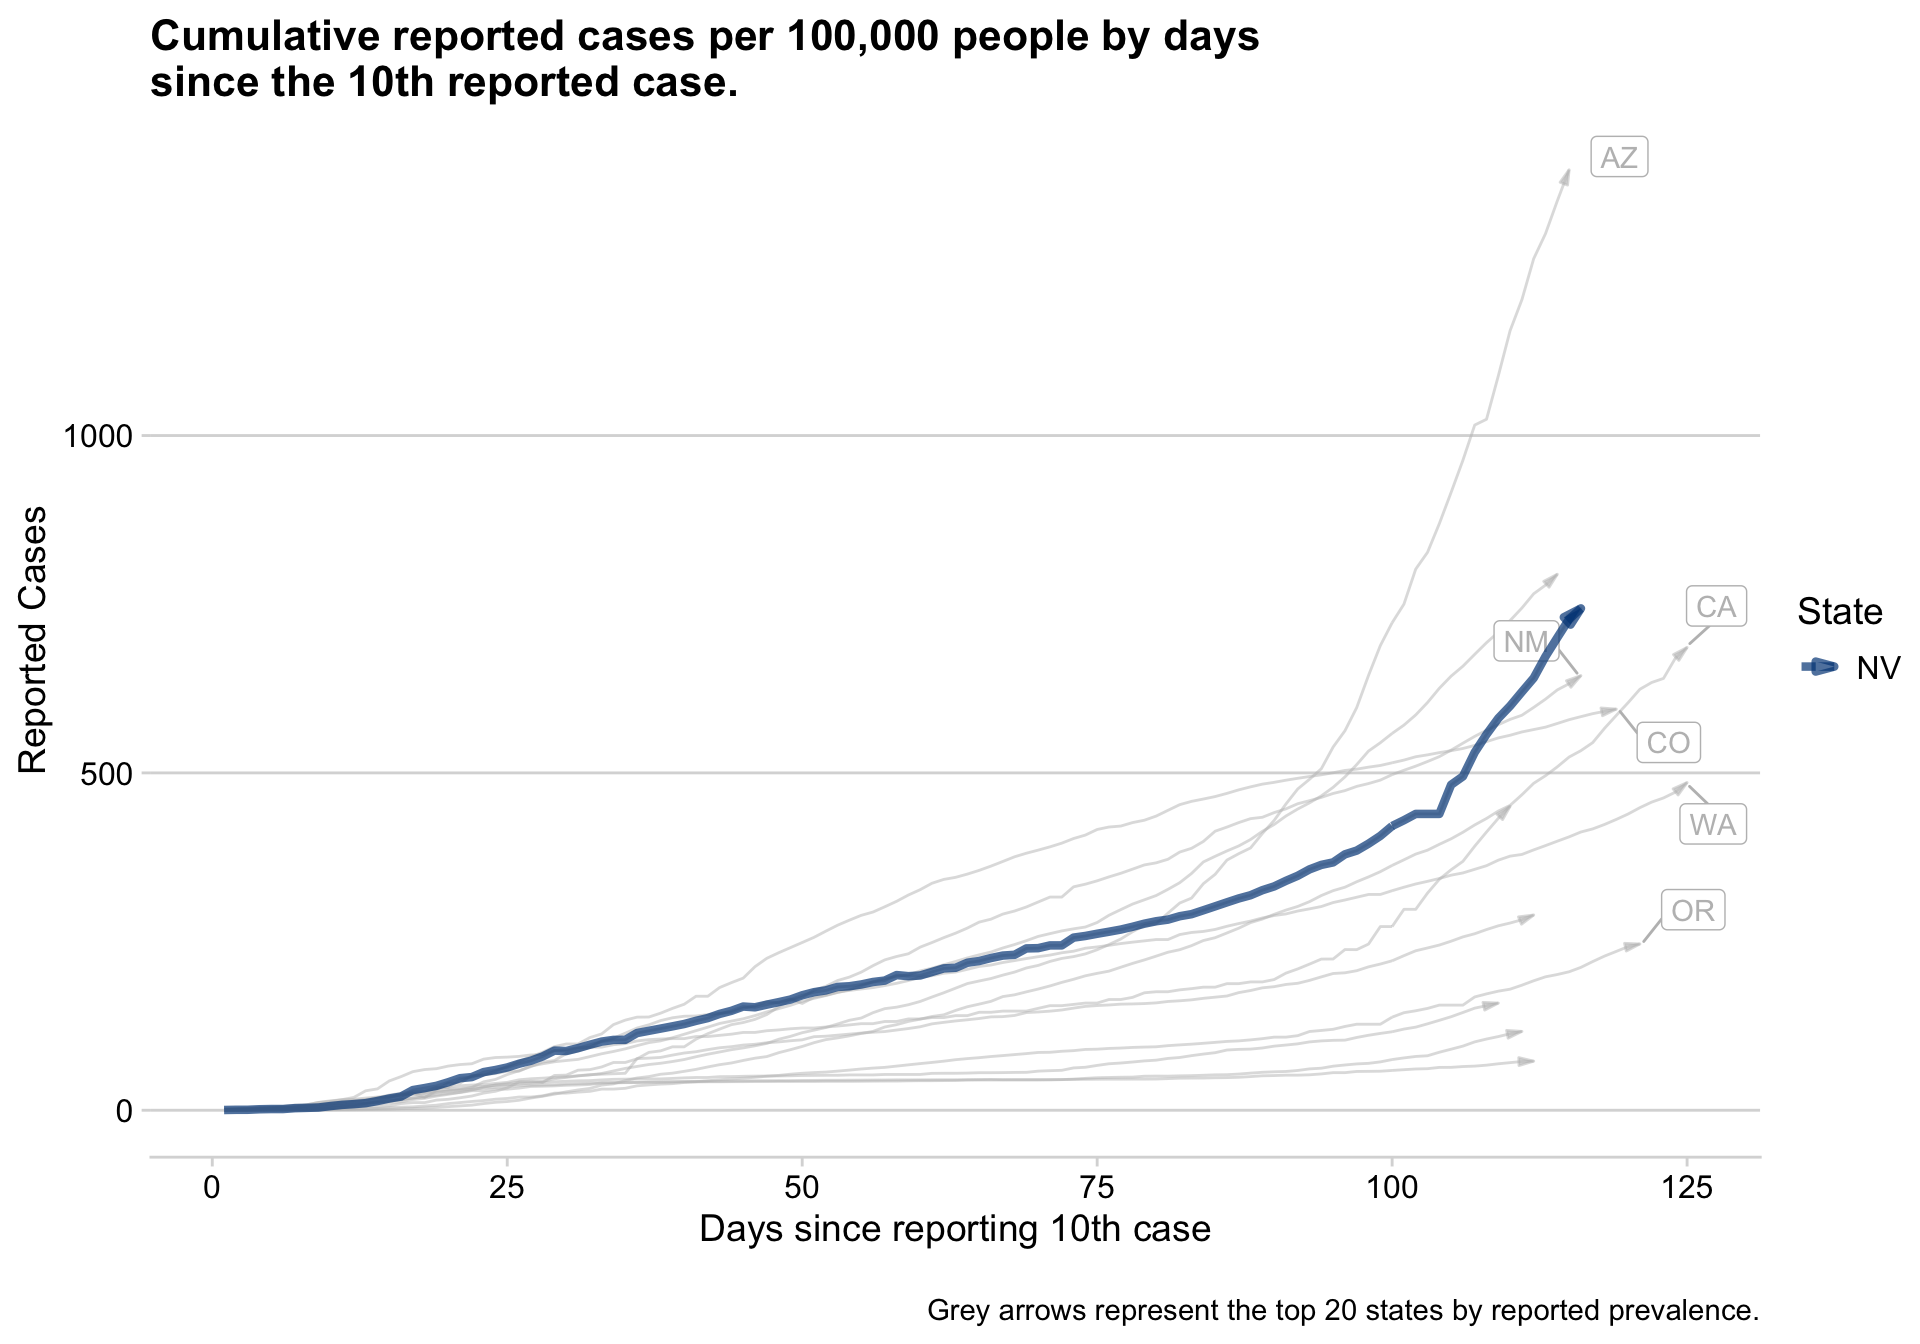 Cumulative reported cases per 100,000 people by days
since the 10th reported case.
AZ
1000
CA
State
NM
NV
Reported Cases
CO
500
WA
OR
0
0 25 50 75 100 125
Days since reporting 10th case
Grey arrows represent the top 20 states by reported prevalence.